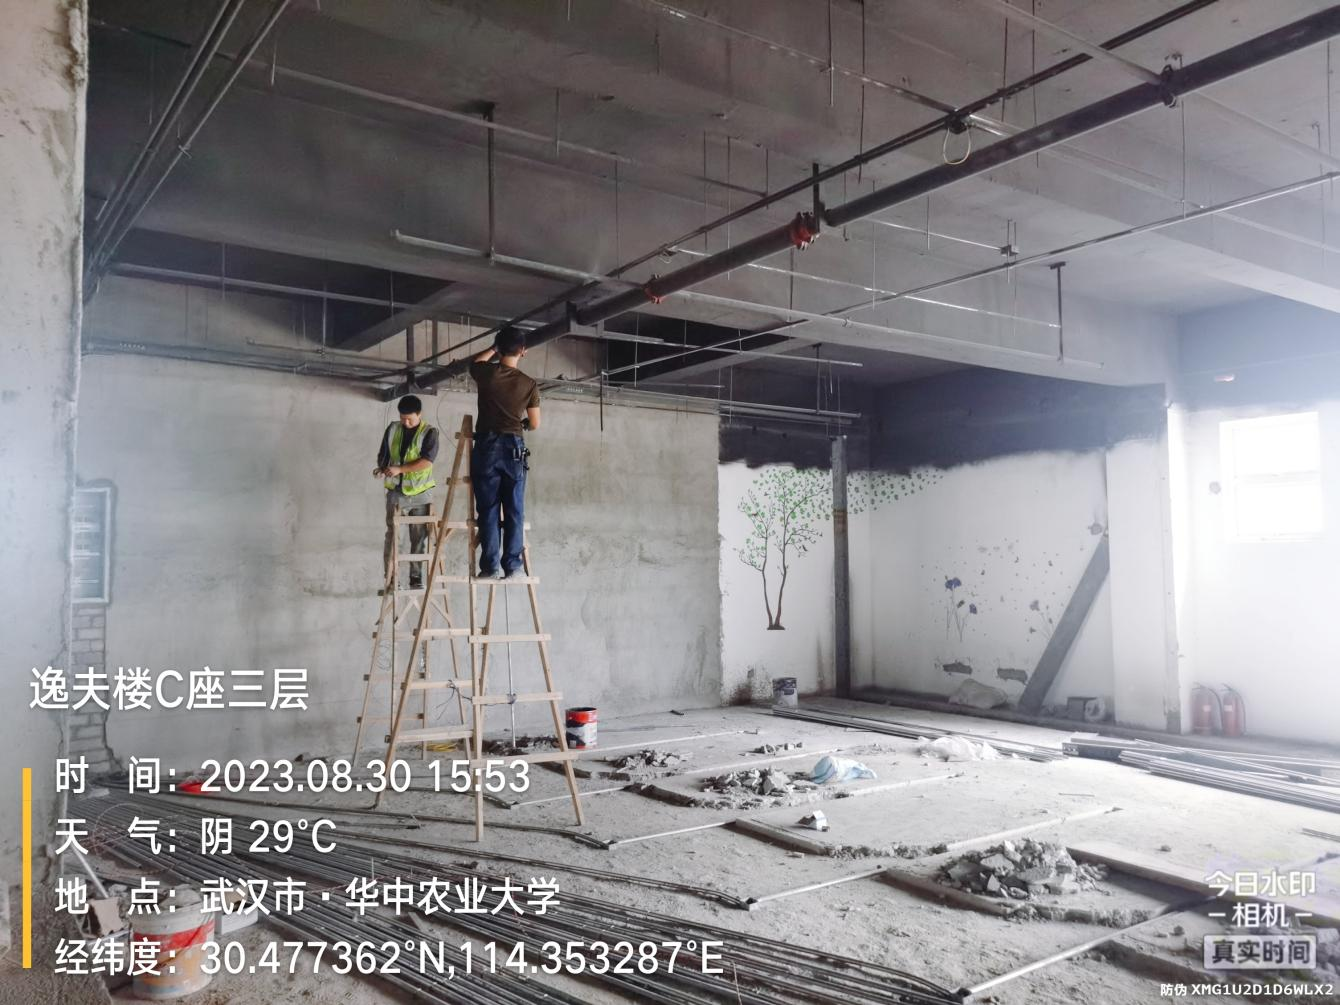 逸夫楼C座三层
时 间：2023.08.30 15:53
天 气：阴 29℃
地 点：武汉市·华中农业大学
经纬度：30.477362°N,114.353287°E
今日水印
-相机-
真实时间
防伪 XMG1U2D1D6WLX2